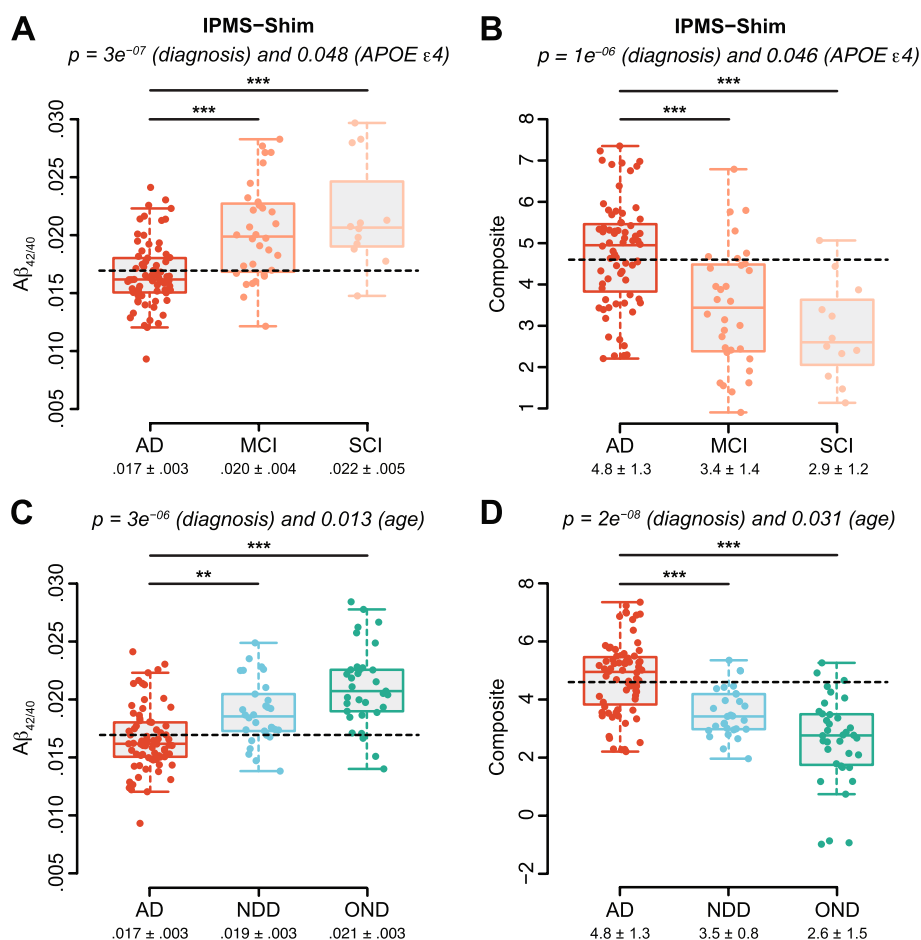 A
IPMS−Shim
p = 3e−07 (diagnosis) and 0.048 (APOE ε4)
***
***
.030
.025
.020
.015
.010
.005
Aβ42/40
AD MCI SCI
.017 ± .003 .020 ± .004 .022 ± .005
B
IPMS−Shim
p = 1e−06 (diagnosis) and 0.046 (APOE ε4)
***
***
8
7
6
5
4
3
2
1
Composite
AD MCI SCI
4.8 ± 1.3 3.4 ± 1.4 2.9 ± 1.2
C
p = 3e−06 (diagnosis) and 0.013 (age)
***
**
.030
.025
.020
.015
.010
.005
Aβ42/40
AD NDD OND
.017 ± .003 .019 ± .003 .021 ± .003
D
p = 2e−08 (diagnosis) and 0.031 (age)
***
***
8
6
4
2
0
−2
Composite
AD NDD OND
4.8 ± 1.3 3.5 ± 0.8 2.6 ± 1.5